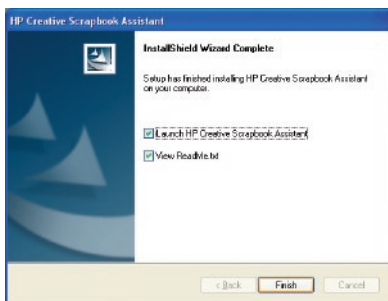 HP Creative Scrapbook Assistant
InstallShield Wizard Complete
Setup has finished installing HP Creative Scrapbook Assistant
on your computer.
Launch HP Creative Scrapbook Assistant
View ReadMe.txt
< Back
Finish
Cancel